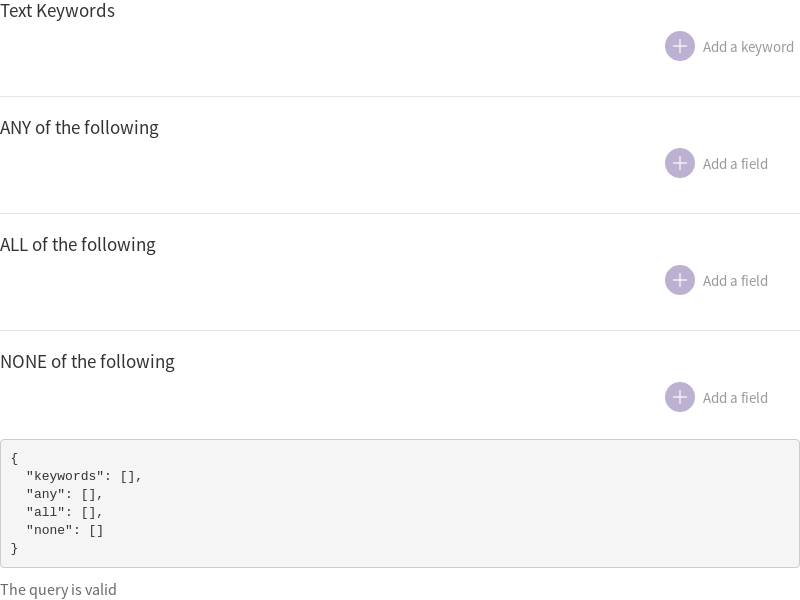 Text Keywords
Add a keyword
ANY of the following
Add a field
ALL of the following
Add a field
NONE of the following
Add a field
{
  "keywords": [],
  "any": [],
  "all": [],
  "none": []
}
The query is valid